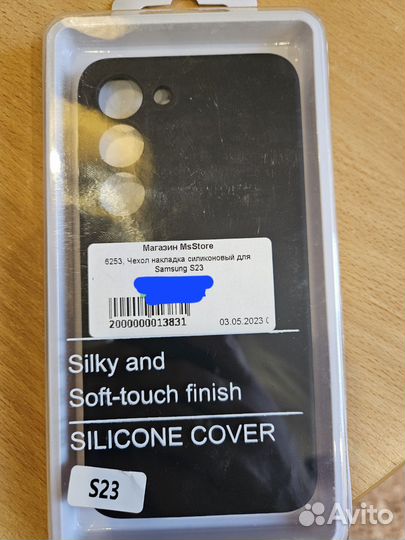 Магазин MsStore
6253, Чехол накладка силиконовый для
Samsung S23
2000000013831
03.05.2023
Silky and
Soft-touch finish
SILICONE COVER
S23
Avito